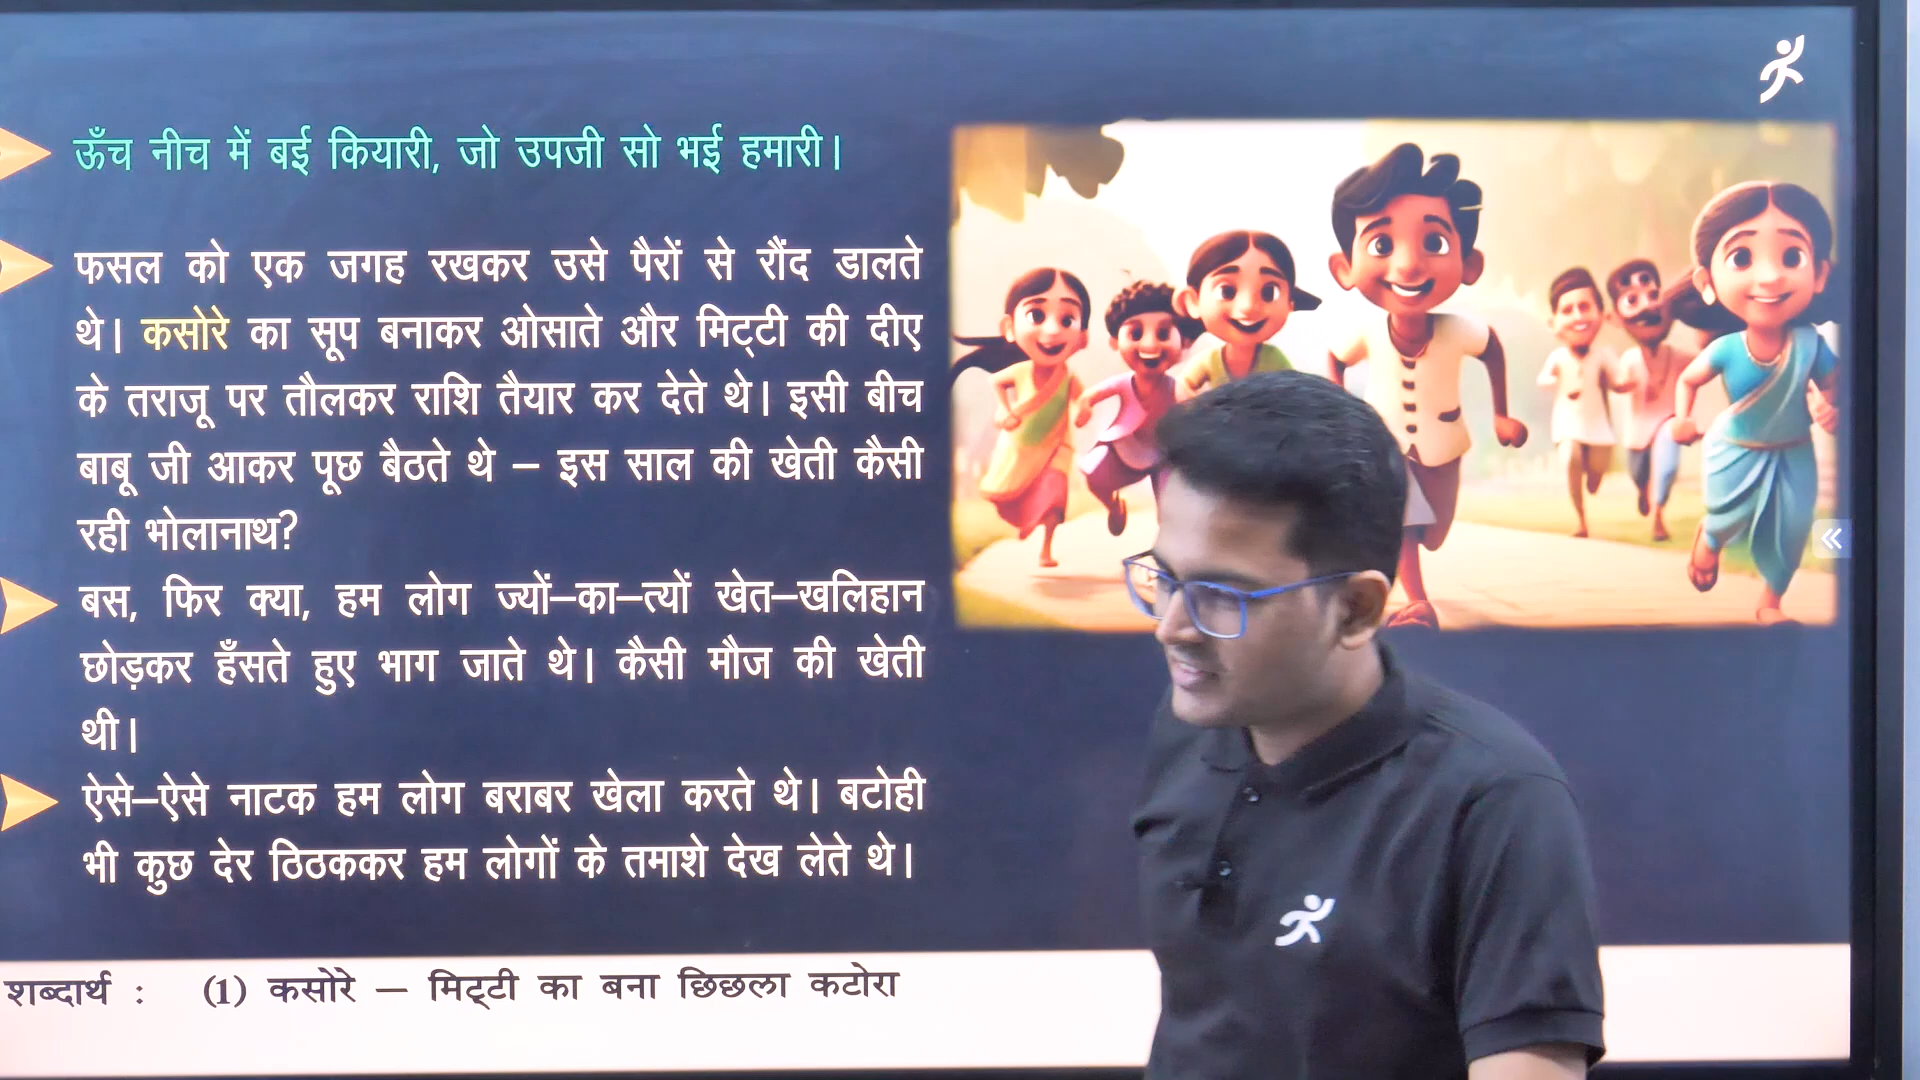 ऊँच नीच में बई कियारी, जो उपजी सो भई हमारी।
फसल को एक जगह रखकर उसे पैरों से रौंद डालते
थे। कसोरे का सूप बनाकर ओसाते और मिट्टी की दीए
के तराजू पर तौलकर राशि तैयार कर देते थे। इसी बीच
बाबू जी आकर पूछ बैठते थे – इस साल की खेती कैसी
रही भोलानाथ?
बस, फिर क्या, हम लोग ज्यों–का–त्यों खेत–खलिहान
छोड़कर हँसते हुए भाग जाते थे। कैसी मौज की खेती
थी।
ऐसे–ऐसे नाटक हम लोग बराबर खेला करते थे। बटोही
भी कुछ देर ठिठककर हम लोगों के तमाशे देख लेते थे।
शब्दार्थ : (1) कसोरे – मिट्टी का बना छिछला कटोरा